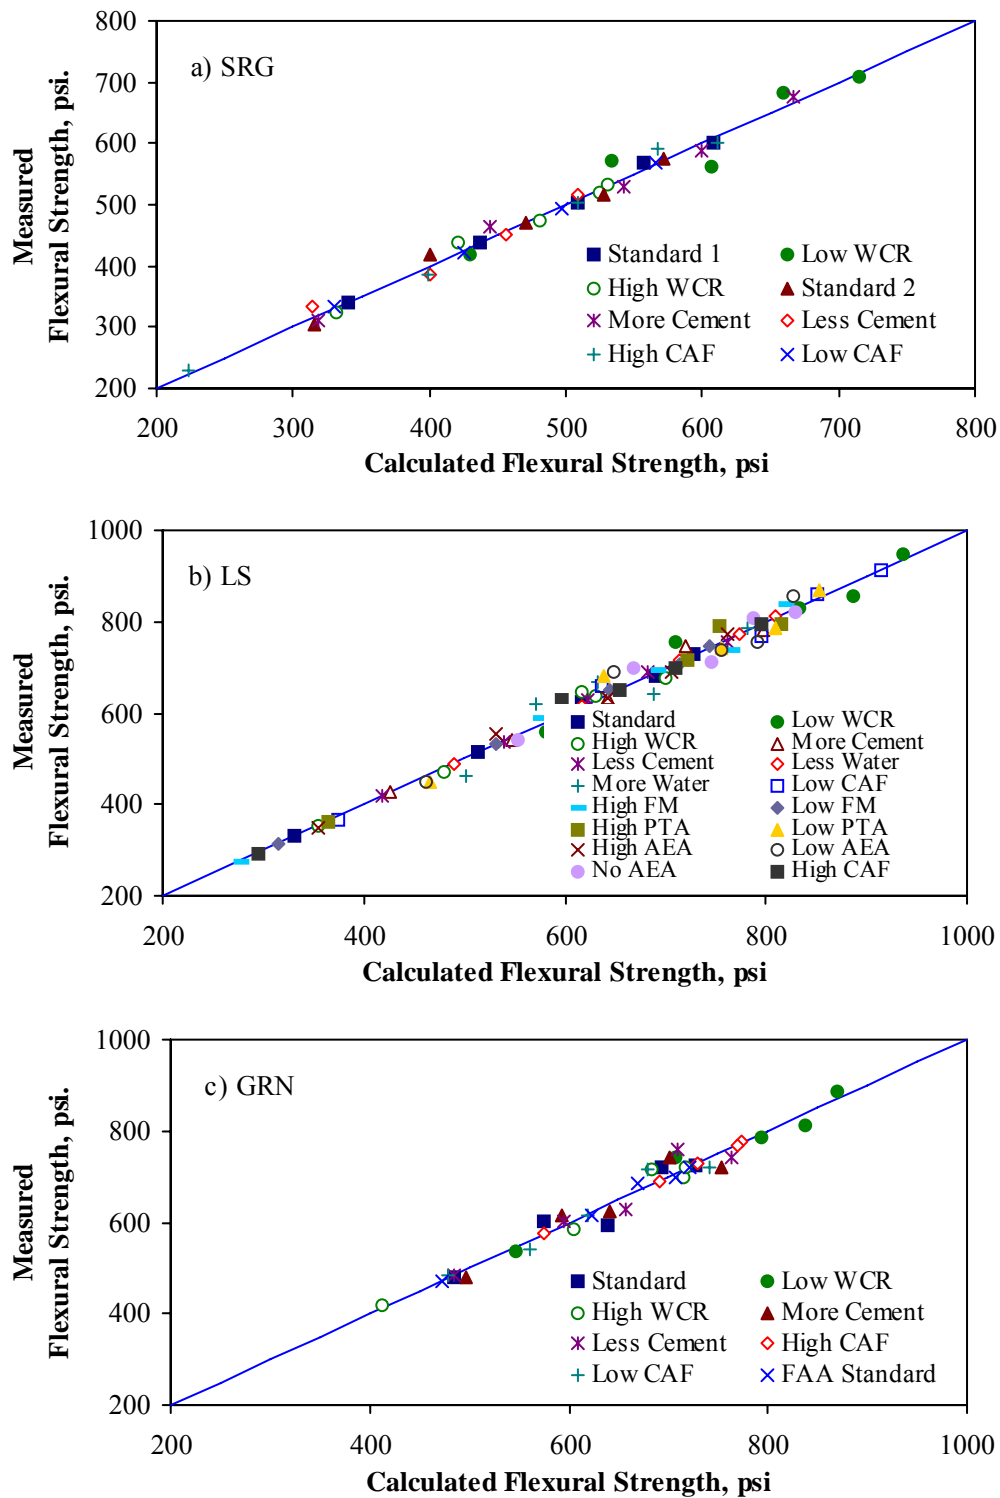 800
a) SRG
700
600
500
400
300
200
Measured
Flexural Strength, psi.
Standard 1
Low WCR
High WCR
Standard 2
More Cement
Less Cement
High CAF
Low CAF
200 300 400 500 600 700 800
Calculated Flexural Strength, psi
1000
b) LS
800
600
400
200
Measured
Flexural Strength, psi.
Standard
Low WCR
High WCR
More Cement
Less Cement
Less Water
More Water
Low CAF
High FM
Low FM
High PTA
Low PTA
High AEA
Low AEA
No AEA
High CAF
200 400 600 800 1000
Calculated Flexural Strength, psi
1000
c) GRN
800
600
400
200
Measured
Flexural Strength, psi.
Standard
Low WCR
High WCR
More Cement
Less Cement
High CAF
Low CAF
FAA Standard
200 400 600 800 1000
Calculated Flexural Strength, psi